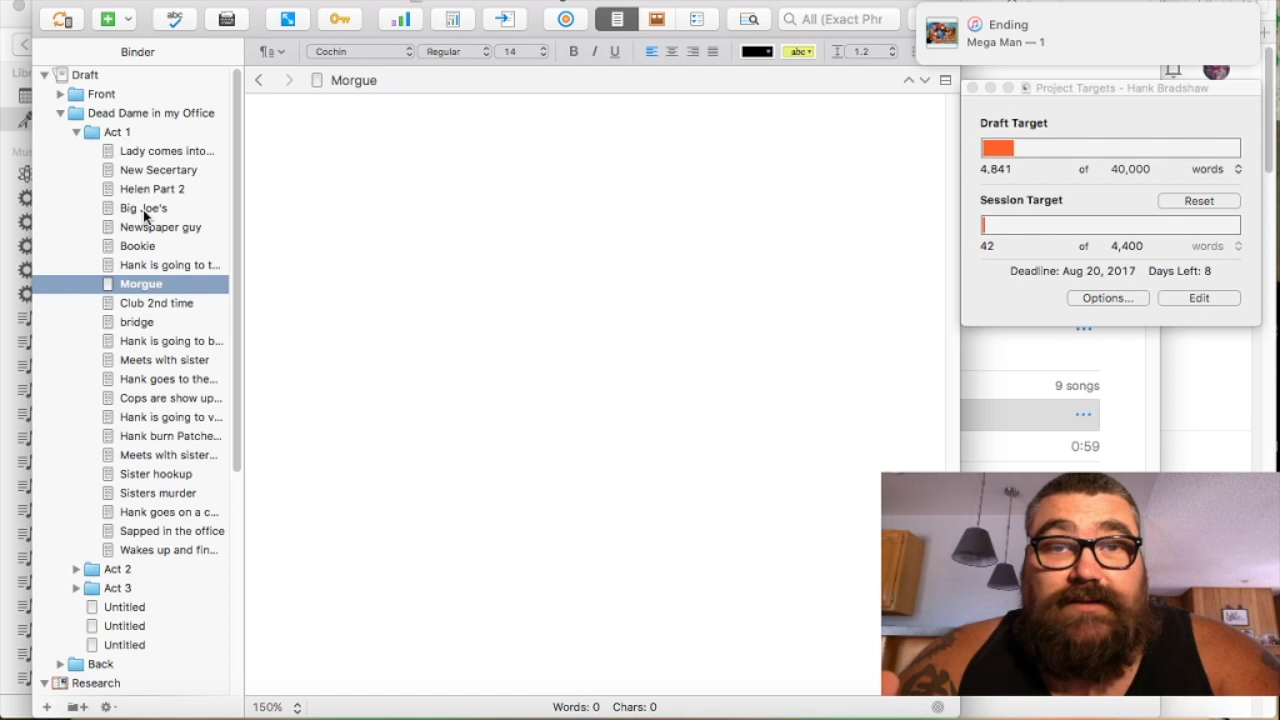 All (Exact Phr
Ending
Mega Man — 1
Binder
Cochin
Regular
14
B
I
U
abc
1.2
Draft
Front
Dead Dame in my Office
Act 1
Lady comes into...
New Secertary
Helen Part 2
Big Joe's
Newspaper guy
Bookie
Hank is going to t...
Morgue
Club 2nd time
bridge
Hank is going to b...
Meets with sister
Hank goes to the...
Cops are show up...
Hank is going to v...
Hank burn Patche...
Meets with sister...
Sister hookup
Sisters murder
Hank goes on a c...
Sapped in the office
Wakes up and fin...
Act 2
Act 3
Untitled
Untitled
Untitled
Back
Research
Morgue
150%
Words: 0 Chars: 0
Project Targets - Hank Bradshaw
Draft Target
4,841 of 40,000 words
Session Target
Reset
42 of 4,400 words
Deadline: Aug 20, 2017 Days Left: 8
Options...
Edit
9 songs
0:59